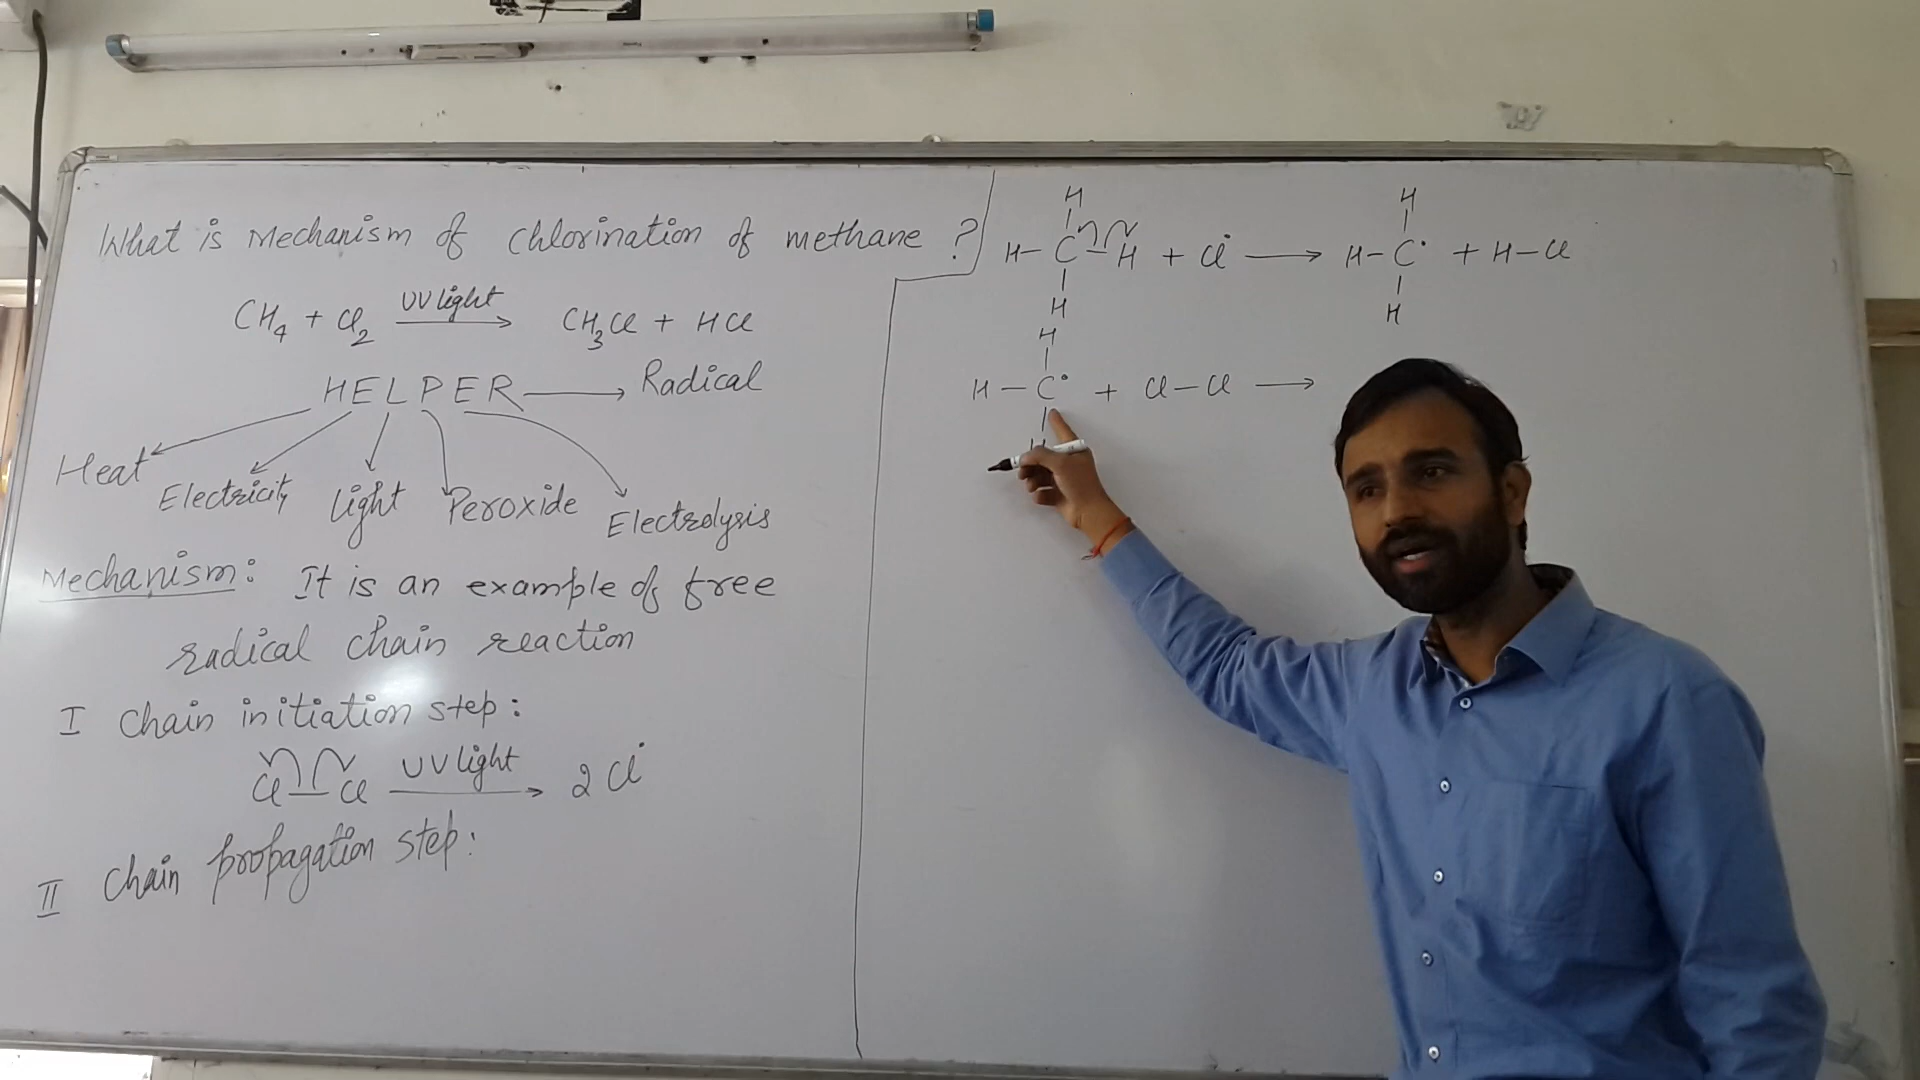 What is Mechanism of Chlorination of methane ?
CH4 + Cl2 UV light → CH3Cl + HCl
HELPER → Radical
Heat Electricity light Peroxide Electrolysis
Mechanism: It is an example of free
radical chain reaction
I Chain initiation step:
Cl—Cl UV light → 2 Cl•
II Chain propagation step:
H
H—C—H + Cl• → H—C• + H—Cl
H
H
H
H
H—C• + Cl—Cl →
H